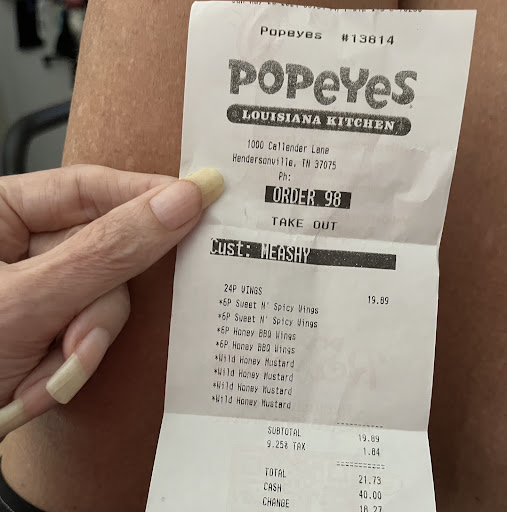 Popeyes #13814
POPEYES
LOUISIANA KITCHEN
1000 Callender Lane
Hendersonville, TN 37075
Ph:
ORDER 98
TAKE OUT
Cust: MEASHY
24P WINGS 19.89
*6P Sweet N' Spicy Wings
*6P Sweet N' Spicy Wings
*6P Honey BBQ Wings
*6P Honey BBQ Wings
*Wild Honey Mustard
*Wild Honey Mustard
*Wild Honey Mustard
*Wild Honey Mustard
SUBTOTAL 19.89
9.25% TAX 1.84
TOTAL 21.73
CASH 40.00
CHANGE 18.27